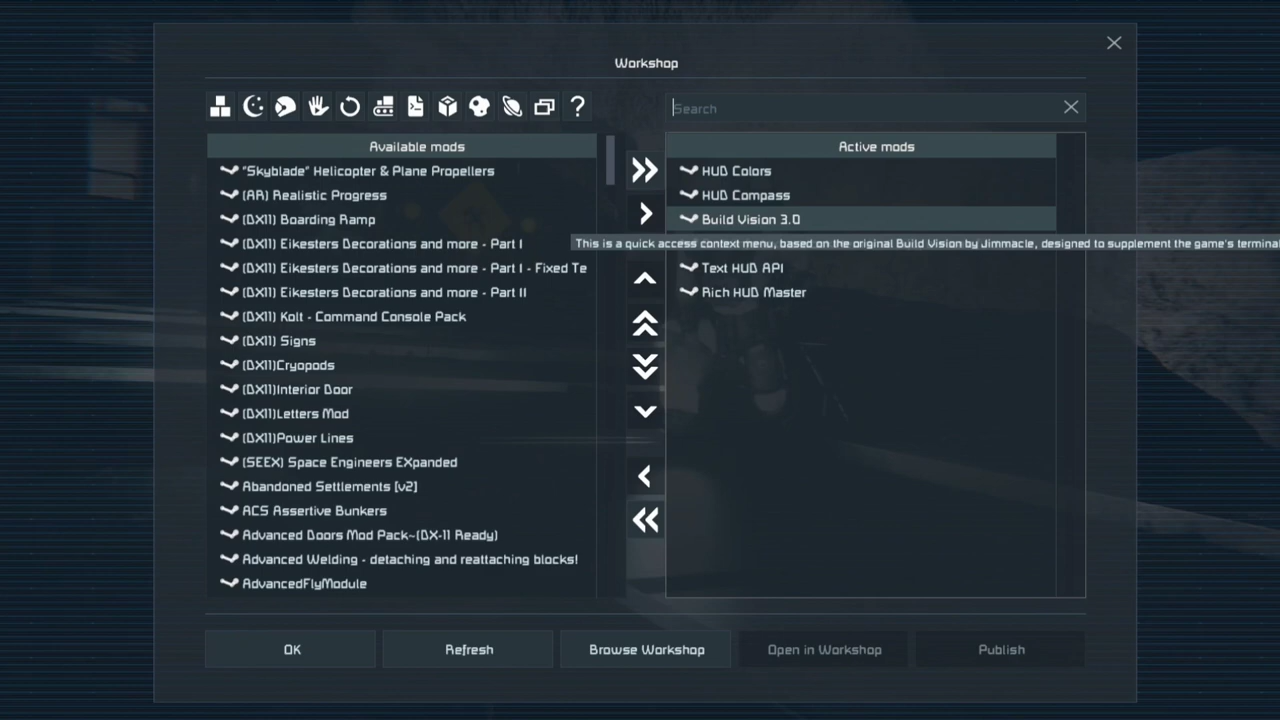 Workshop
Search
Available mods
"Skyblade" Helicopter & Plane Propellers
(AR) Realistic Progress
(DX11) Boarding Ramp
(DX11) Eikesters Decorations and more - Part I
(DX11) Eikesters Decorations and more - Part I - Fixed Te
(DX11) Eikesters Decorations and more - Part II
(DX11) Kolt - Command Console Pack
(DX11) Signs
(DX11)Cryopods
(DX11)Interior Door
(DX11)Letters Mod
(DX11)Power Lines
(SEEX) Space Engineers EXpanded
Abandoned Settlements [v2]
ACS Assertive Bunkers
Advanced Doors Mod Pack~(DX-11 Ready)
Advanced Welding - detaching and reattaching blocks!
AdvancedFlyModule
Active mods
HUD Colors
HUD Compass
Build Vision 3.0
This is a quick access context menu, based on the original Build Vision by Jimmacle, designed to supplement the game's terminal
Text HUD API
Rich HUD Master
OK
Refresh
Browse Workshop
Open in Workshop
Publish